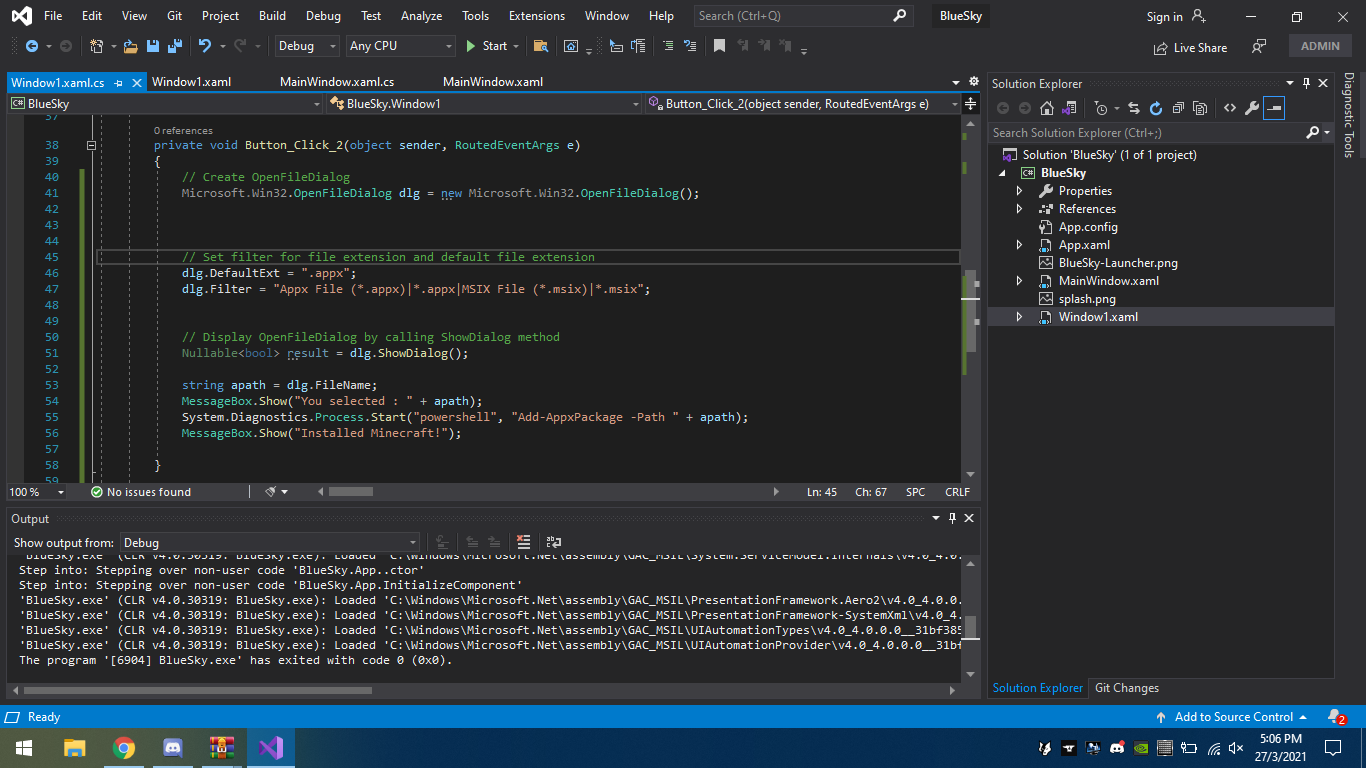 File Edit View Git Project Build Debug Test Analyze Tools Extensions Window Help Search (Ctrl+Q) BlueSky Sign in
Debug Any CPU Start Live Share ADMIN
Window1.xaml.cs Window1.xaml MainWindow.xaml.cs MainWindow.xaml
BlueSky BlueSky.Window1 Button_Click_2(object sender, RoutedEventArgs e)
37
0 references
38 private void Button_Click_2(object sender, RoutedEventArgs e)
39 {
40 // Create OpenFileDialog
41 Microsoft.Win32.OpenFileDialog dlg = new Microsoft.Win32.OpenFileDialog();
42
43
44
45 // Set filter for file extension and default file extension
46 dlg.DefaultExt = ".appx";
47 dlg.Filter = "Appx File (*.appx)|*.appx|MSIX File (*.msix)|*.msix";
48
49
50 // Display OpenFileDialog by calling ShowDialog method
51 Nullable<bool> result = dlg.ShowDialog();
52
53 string apath = dlg.FileName;
54 MessageBox.Show("You selected : " + apath);
55 System.Diagnostics.Process.Start("powershell", "Add-AppxPackage -Path " + apath);
56 MessageBox.Show("Installed Minecraft!");
57
58 }
59
100 % No issues found Ln: 45 Ch: 67 SPC CRLF
Output
Show output from: Debug
'BlueSky.exe' (CLR v4.0.30319: BlueSky.exe): Loaded 'C:\Windows\Microsoft.Net\assembly\GAC_MSIL\System.ServiceModel.Internals\v4.0_4.0.
Step into: Stepping over non-user code 'BlueSky.App..ctor'
Step into: Stepping over non-user code 'BlueSky.App.InitializeComponent'
'BlueSky.exe' (CLR v4.0.30319: BlueSky.exe): Loaded 'C:\Windows\Microsoft.Net\assembly\GAC_MSIL\PresentationFramework.Aero2\v4.0_4.0.0.
'BlueSky.exe' (CLR v4.0.30319: BlueSky.exe): Loaded 'C:\Windows\Microsoft.Net\assembly\GAC_MSIL\PresentationFramework-SystemXml\v4.0_4.
'BlueSky.exe' (CLR v4.0.30319: BlueSky.exe): Loaded 'C:\Windows\Microsoft.Net\assembly\GAC_MSIL\UIAutomationTypes\v4.0_4.0.0.0__31bf385
'BlueSky.exe' (CLR v4.0.30319: BlueSky.exe): Loaded 'C:\Windows\Microsoft.Net\assembly\GAC_MSIL\UIAutomationProvider\v4.0_4.0.0.0__31bf
The program '[6904] BlueSky.exe' has exited with code 0 (0x0).
Solution Explorer
Search Solution Explorer (Ctrl+;)
Solution 'BlueSky' (1 of 1 project)
C# BlueSky
Properties
References
App.config
App.xaml
BlueSky-Launcher.png
MainWindow.xaml
splash.png
Window1.xaml
Solution Explorer Git Changes
Diagnostic Tools
Ready Add to Source Control 2
5:06 PM
27/3/2021